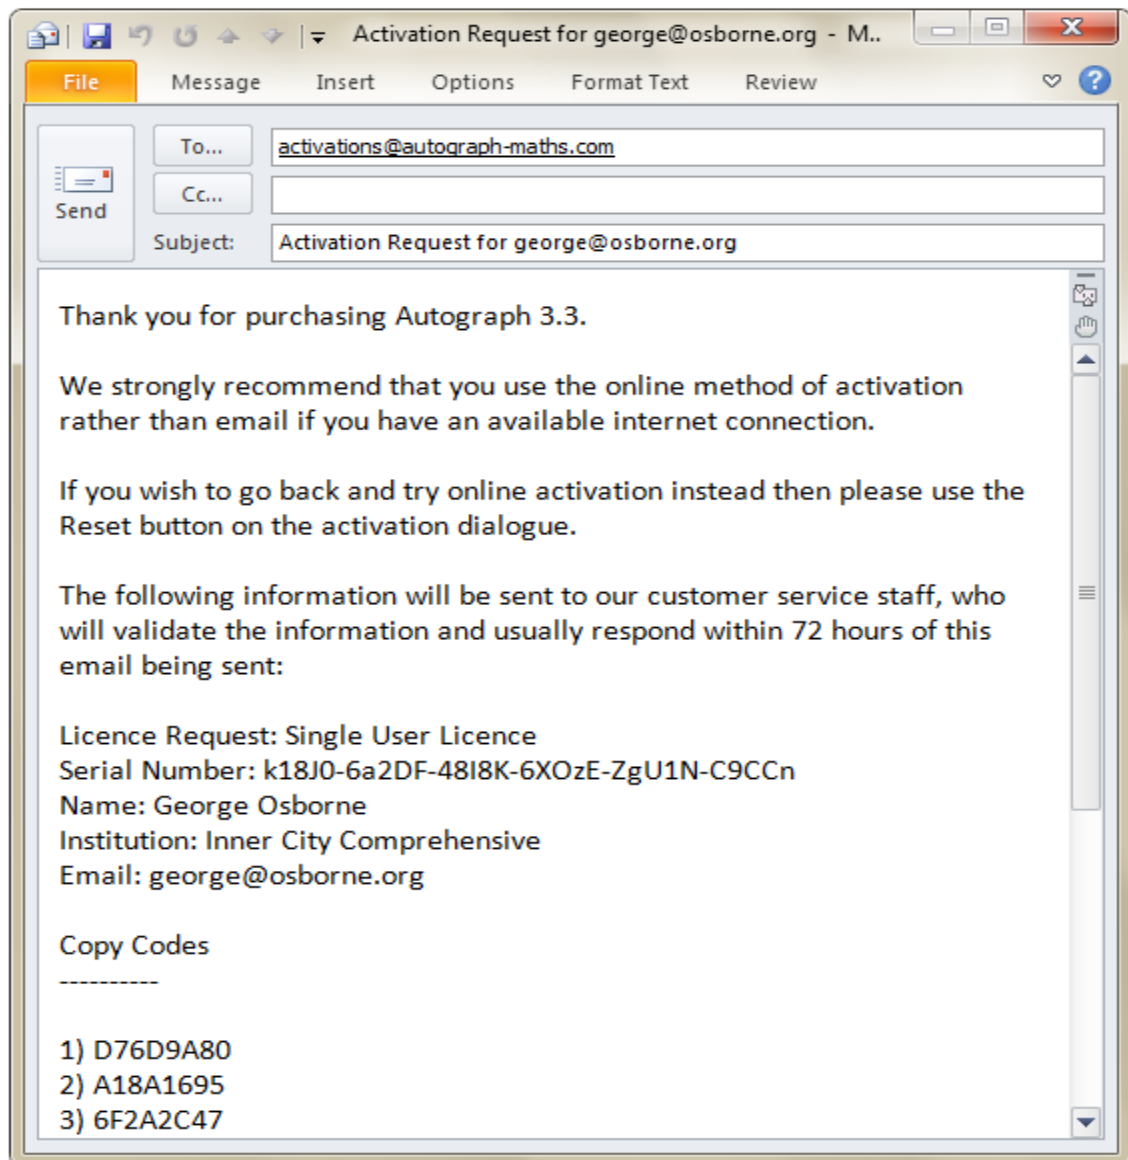 Activation Request for george@osborne.org - M..
File Message Insert Options Format Text Review
To... activations@autograph-maths.com
Send
Cc...
Subject: Activation Request for george@osborne.org
Thank you for purchasing Autograph 3.3.
We strongly recommend that you use the online method of activation
rather than email if you have an available internet connection.
If you wish to go back and try online activation instead then please use the
Reset button on the activation dialogue.
The following information will be sent to our customer service staff, who
will validate the information and usually respond within 72 hours of this
email being sent:
Licence Request: Single User Licence
Serial Number: k18J0-6a2DF-48I8K-6XOzE-ZgU1N-C9CCn
Name: George Osborne
Institution: Inner City Comprehensive
Email: george@osborne.org
Copy Codes
----------
1) D76D9A80
2) A18A1695
3) 6F2A2C47